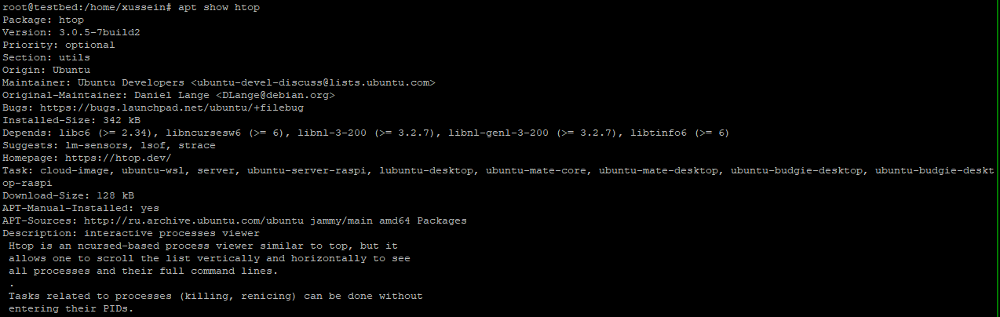 root@testbed:/home/xussein# apt show htop
Package: htop
Version: 3.0.5-7build2
Priority: optional
Section: utils
Origin: Ubuntu
Maintainer: Ubuntu Developers <ubuntu-devel-discuss@lists.ubuntu.com>
Original-Maintainer: Daniel Lange <DLange@debian.org>
Bugs: https://bugs.launchpad.net/ubuntu/+filebug
Installed-Size: 342 kB
Depends: libc6 (>= 2.34), libncursesw6 (>= 6), libnl-3-200 (>= 3.2.7), libnl-genl-3-200 (>= 3.2.7), libtinfo6 (>= 6)
Suggests: lm-sensors, lsof, strace
Homepage: https://htop.dev/
Task: cloud-image, ubuntu-wsl, server, ubuntu-server-raspi, lubuntu-desktop, ubuntu-mate-core, ubuntu-mate-desktop, ubuntu-budgie-desktop, ubuntu-budgie-deskt
op-raspi
Download-Size: 128 kB
APT-Manual-Installed: yes
APT-Sources: http://ru.archive.ubuntu.com/ubuntu jammy/main amd64 Packages
Description: interactive processes viewer
 Htop is an ncursed-based process viewer similar to top, but it
 allows one to scroll the list vertically and horizontally to see
 all processes and their full command lines.
 .
 Tasks related to processes (killing, renicing) can be done without
 entering their PIDs.